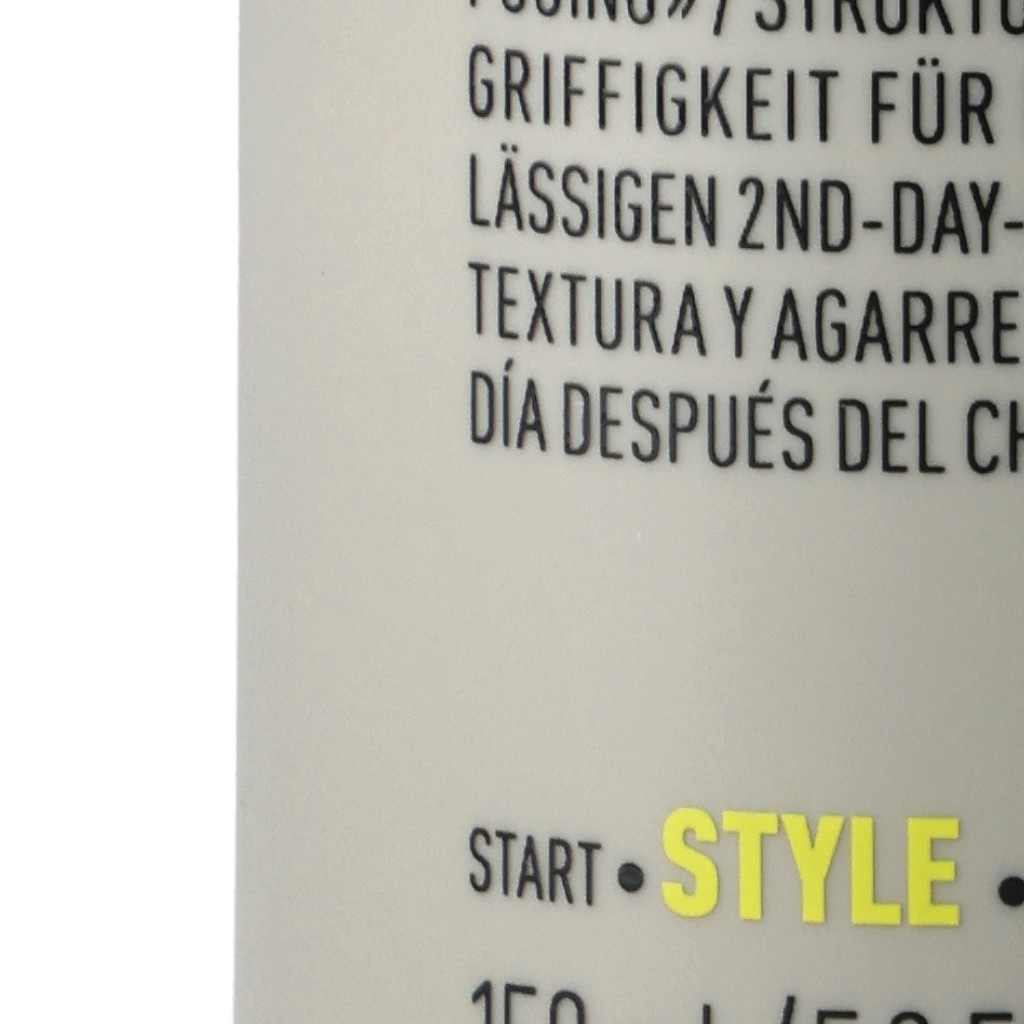 GRIFFIGKEIT FÜR
LÄSSIGEN 2ND-DAY-
TEXTURA Y AGARRE
DÍA DESPUÉS DEL
START • STYLE •